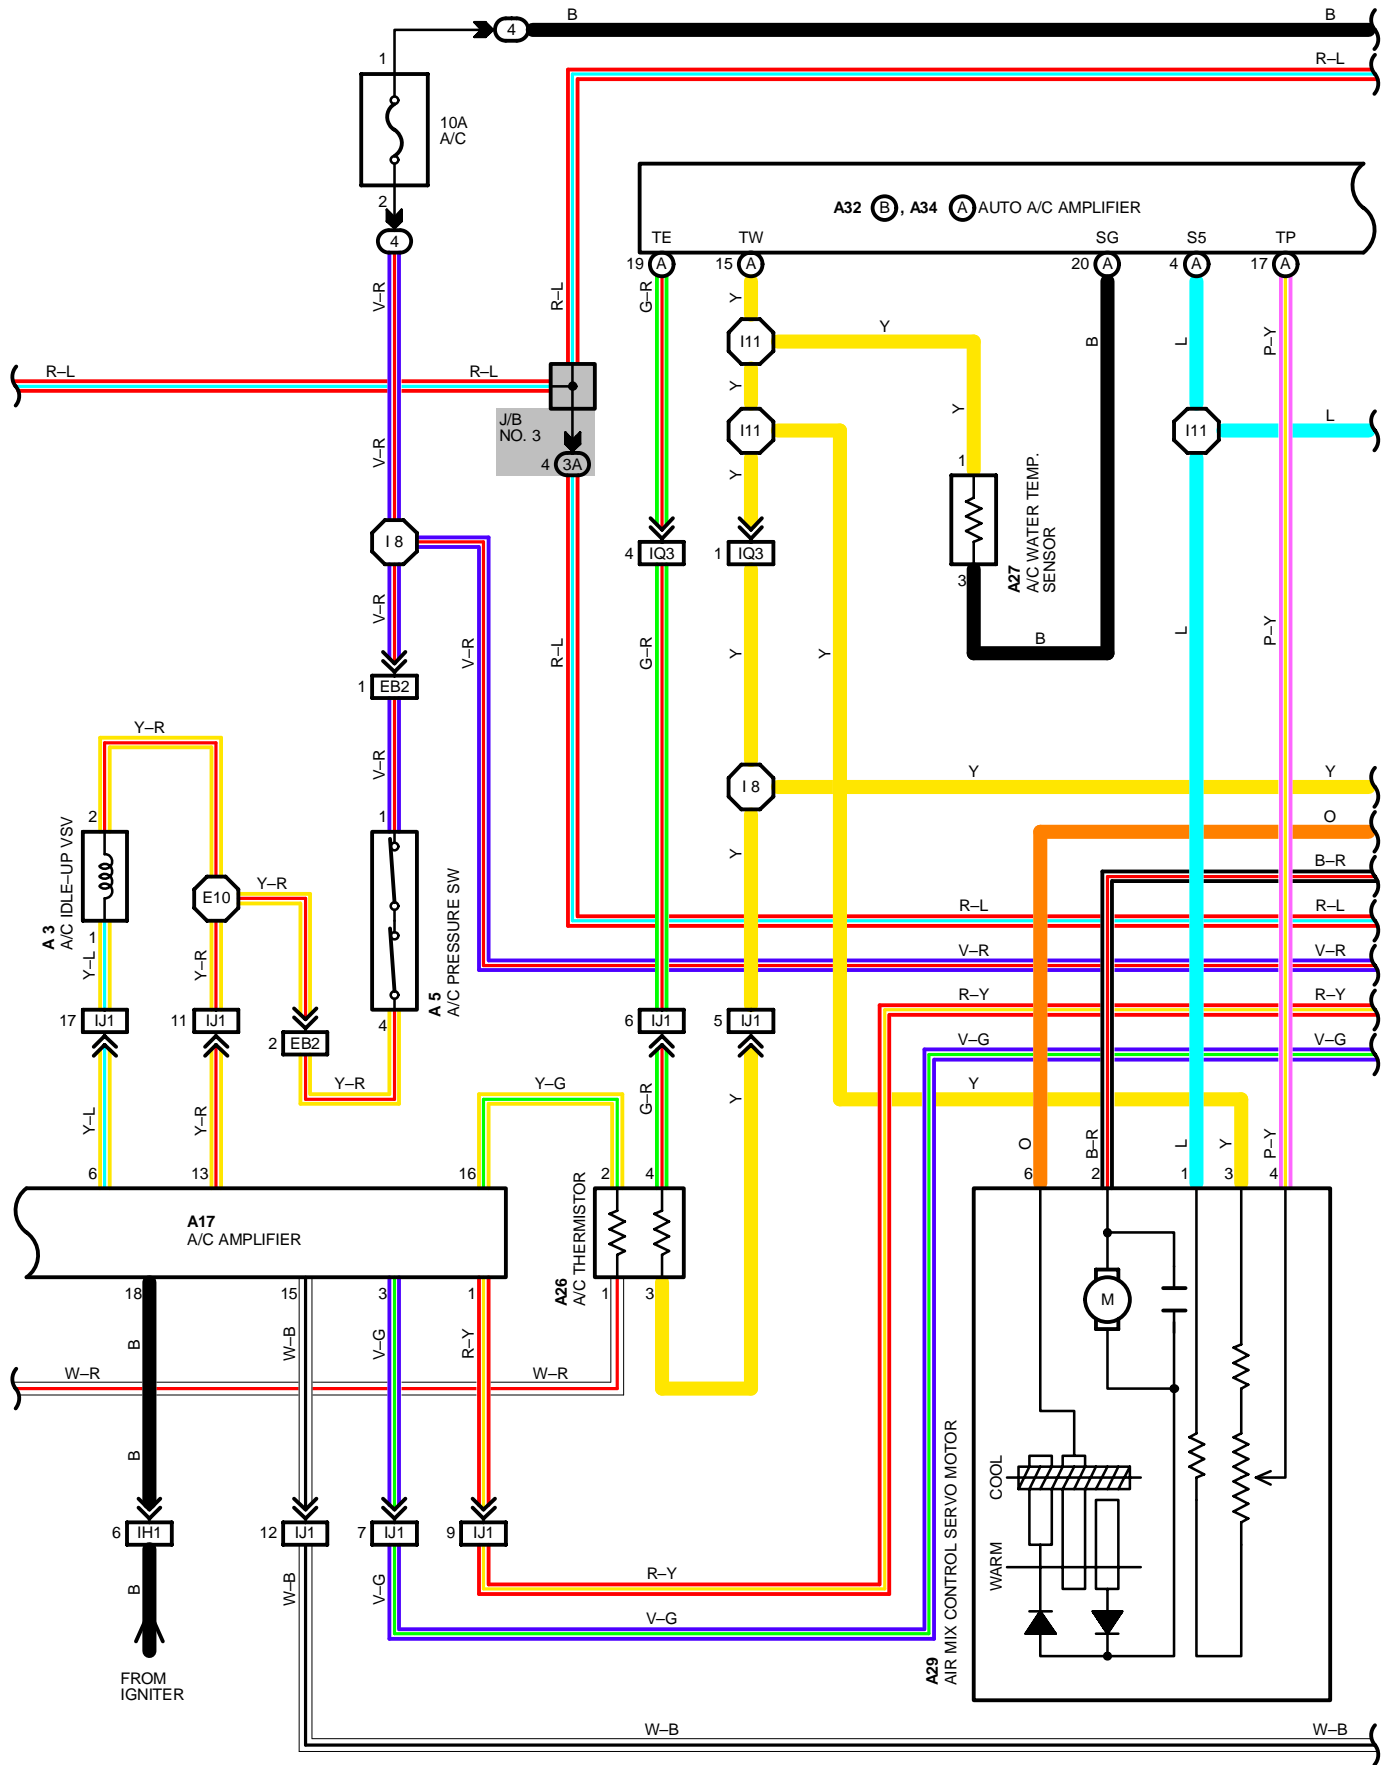 B
B
4
R–L
1
10A
A/C
2
4
A32 B , A34 A AUTO A/C AMPLIFIER
TE
TW
SG
S5
TP
19 A
15 A
20 A
4 A
17 A
V–R
R–L
G–R
Y
B
L
P–Y
I11
Y
R–L
R–L
J/B
NO. 3
4 3A
V–R
Y
I11
Y
Y
I11
L
1
A27
A/C WATER TEMP.
SENSOR
3
B
I 8
4 IQ3
1 IQ3
V–R
V–R
R–L
G–R
Y
Y
L
P–Y
1 EB2
V–R
Y–R
I 8
Y
Y
Y
O
B–R
2
A 3
A/C IDLE–UP VSV
1
E10
Y–R
1
A 5
A/C PRESSURE SW
4
R–L
R–L
V–R
V–R
R–Y
R–Y
V–G
V–G
Y–L
Y–R
17 IJ1
11 IJ1
2 EB2
6 IJ1
5 IJ1
Y–R
Y–G
Y
Y–L
Y–R
G–R
Y
O
B–R
L
Y
P–Y
6
13
16
2
4
6
2
1
3
4
A17
A/C AMPLIFIER
A26
A/C THERMISTOR
18
15
3
1
1
3
M
B
W–B
V–G
R–Y
W–R
W–R
B
A29
AIR MIX CONTROL SERVO MOTOR
COOL
WARM
6 IH1
12 IJ1
7 IJ1
9 IJ1
B
W–B
V–G
R–Y
V–G
FROM
IGNITER
W–B
W–B